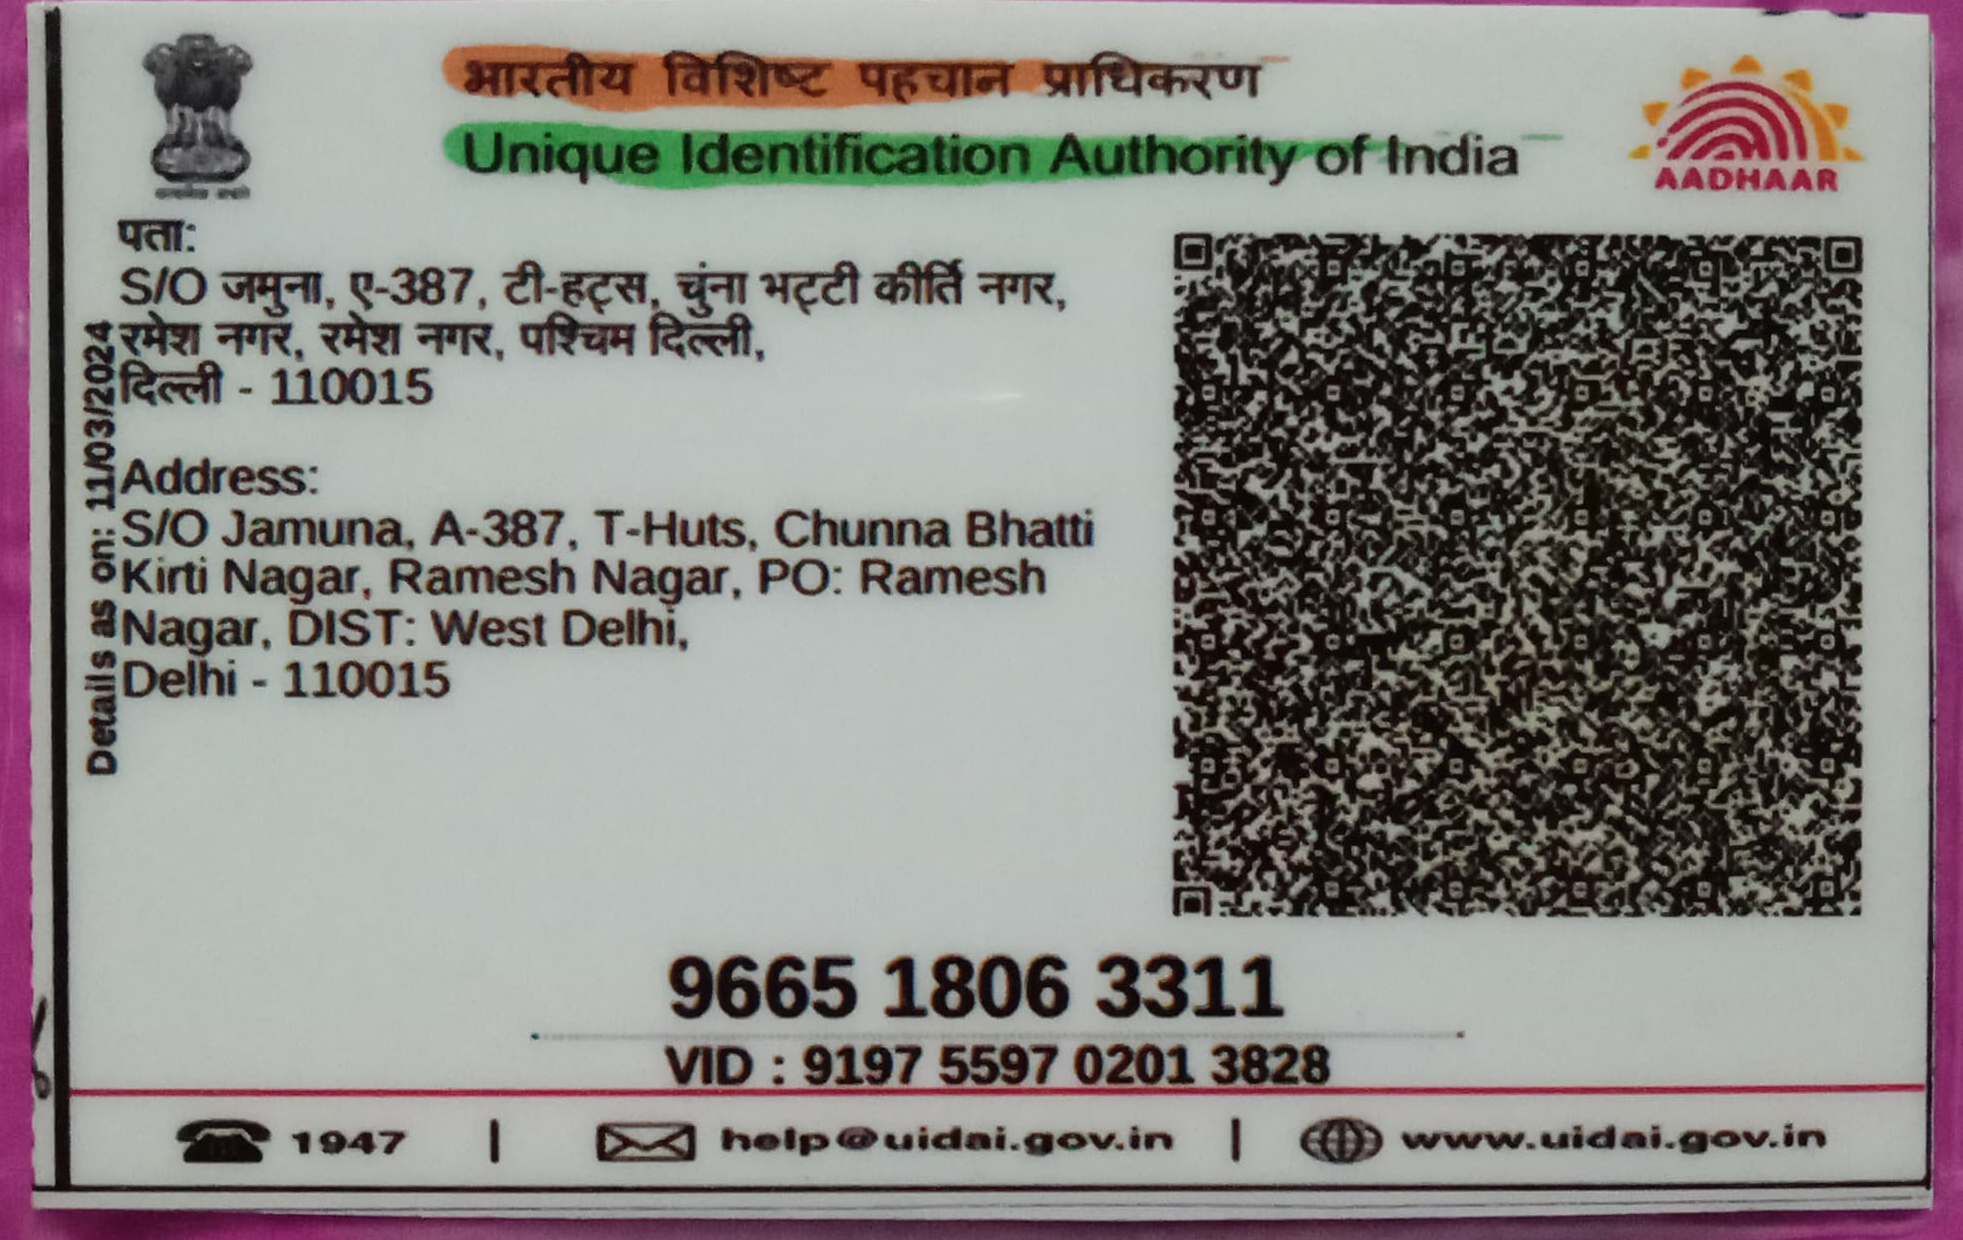 भारतीय विशिष्ट पहचान प्राधिकरण
Unique Identification Authority of India
AADHAAR
पता:
S/O जमुना, ए-387, टी-हट्स, चुंना भट्टी कीर्ति नगर,
रमेश नगर, रमेश नगर, पश्चिम दिल्ली,
दिल्ली - 110015
Address:
S/O Jamuna, A-387, T-Huts, Chunna Bhatti
Kirti Nagar, Ramesh Nagar, PO: Ramesh
Nagar, DIST: West Delhi,
Delhi - 110015
Details as on: 11/03/2024
9665 1806 3311
VID : 9197 5597 0201 3828
1947 | help@uidai.gov.in | www.uidai.gov.in